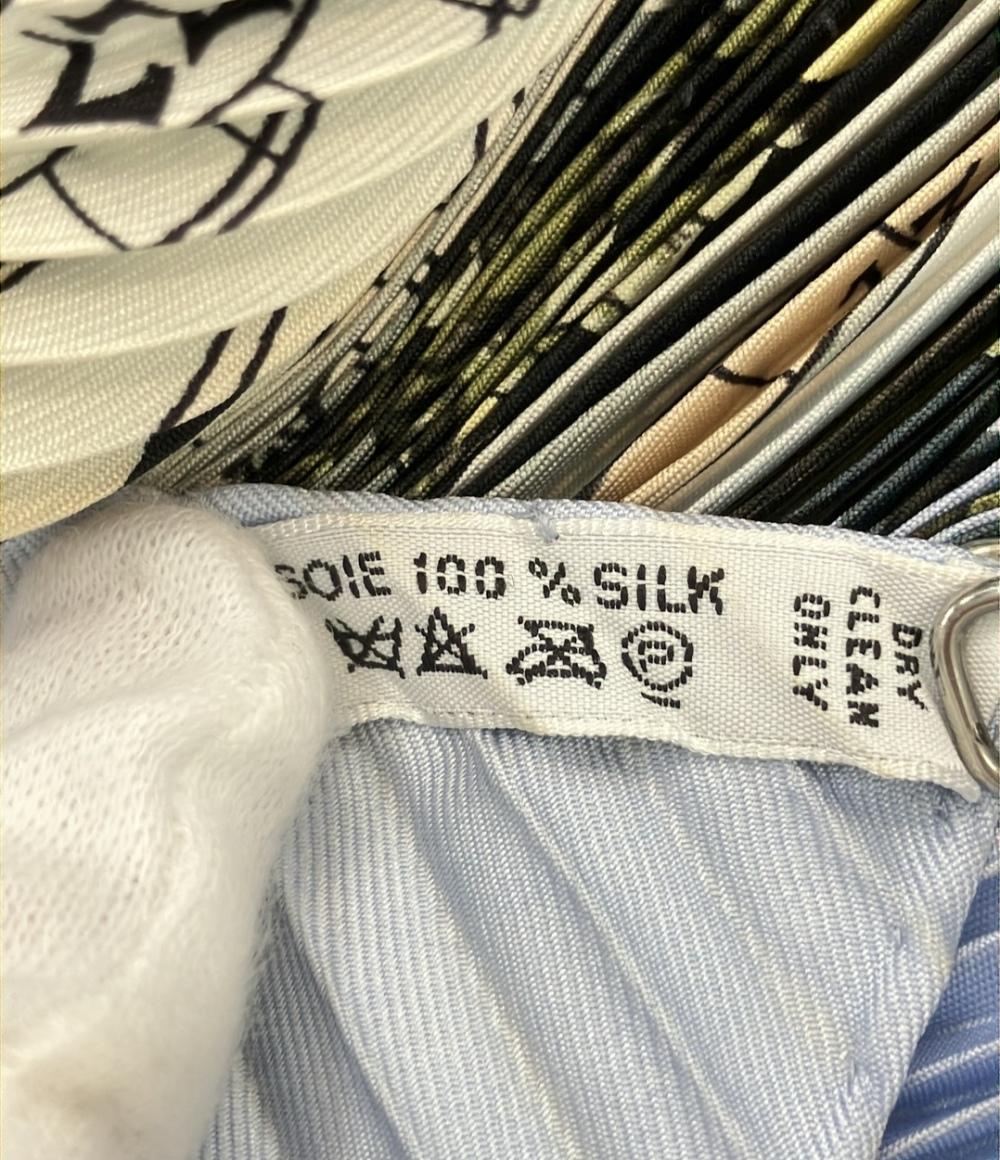 SOIE 100 % SILK
P
DRY
CLEAN
ONLY